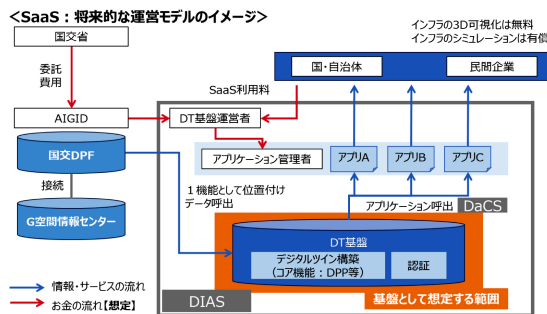 ＜SaaS：将来的な運営モデルのイメージ＞
インフラの3D可視化は無料
インフラのシミュレーションは有償
国交省
国・自治体
民間企業
委託
費用
SaaS利用料
AIGID
DT基盤運営者
国交DPF
アプリケーション管理者
アプリA
アプリB
アプリC
接続
１機能として位置付け
データ呼出
アプリケーション呼出
DaCS
G空間情報センター
DT基盤
デジタルツイン構築
（コア機能：DPP等）
認証
情報・サービスの流れ
お金の流れ【想定】
DIAS
基盤として想定する範囲